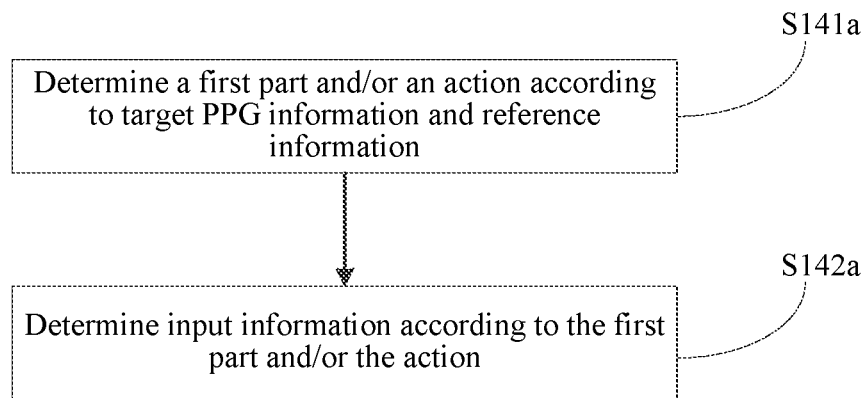 S141a
Determine a first part and/or an action according
to target PPG information and reference
information
S142a
Determine input information according to the first
part and/or the action